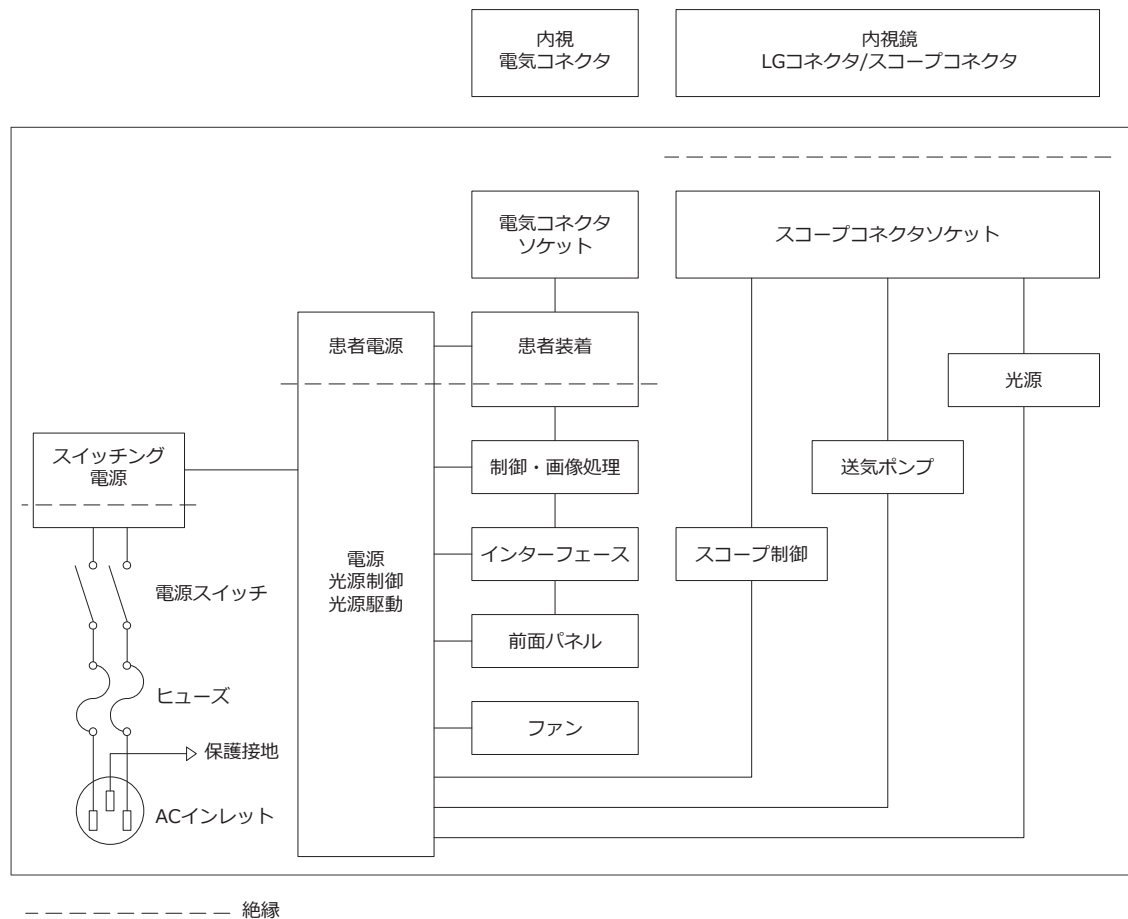 内視
電気コネクタ
内視鏡
LGコネクタ/スコープコネクタ
電気コネクタ
ソケット
スコープコネクタソケット
患者電源
患者装着
光源
スイッチング
電源
制御・画像処理
送気ポンプ
電源
光源制御
光源駆動
インターフェース
スコープ制御
電源スイッチ
前面パネル
ヒューズ
ファン
保護接地
ACインレット
絶縁